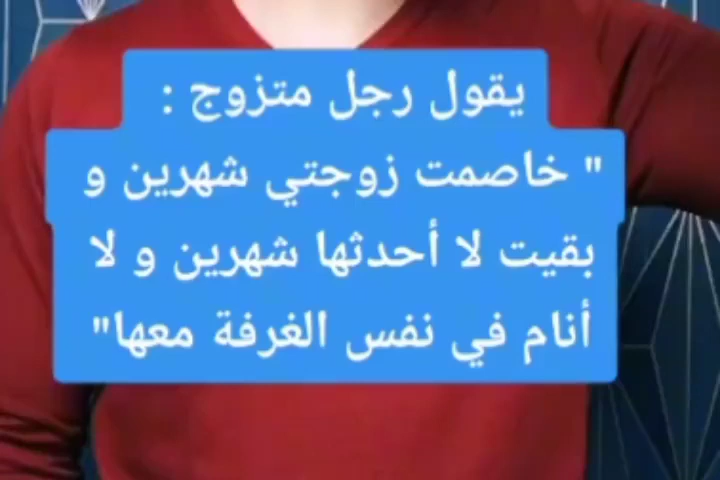 يقول رجل متزوج :
" خاصمت زوجتي شهرين و
بقيت لا أحدثها شهرين و لا
أنام في نفس الغرفة معها"